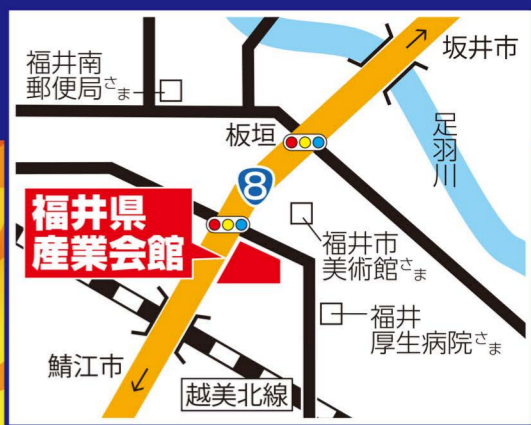 坂井市
福井南
郵便局さま
板垣
足羽川
8
福井県
産業会館
福井市
美術館さま
福井
厚生病院さま
鯖江市
越美北線